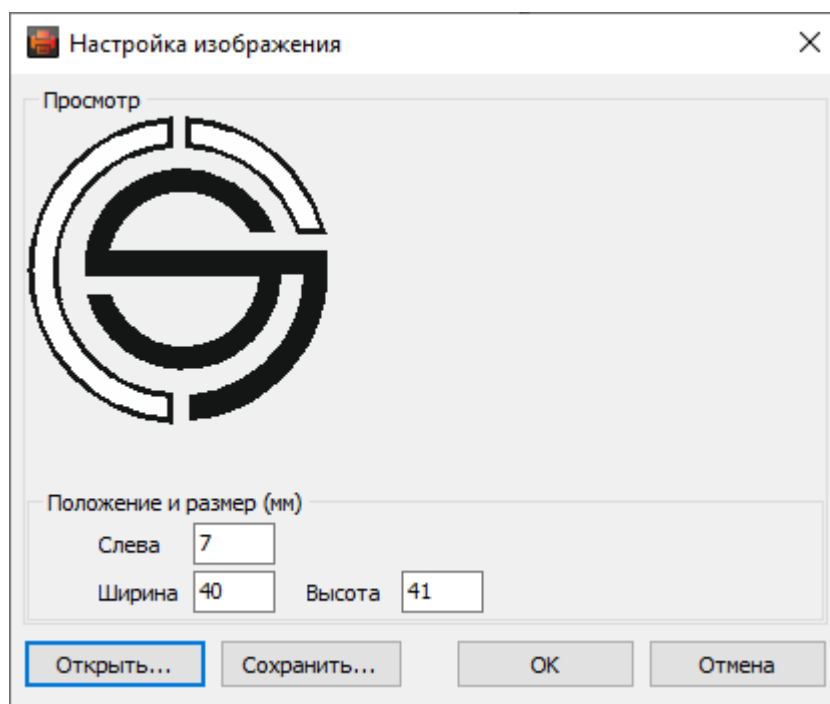 Настройка изображения
Просмотр
Положение и размер (мм)
Слева 7
Ширина 40 Высота 41
Открыть... Сохранить... OK Отмена